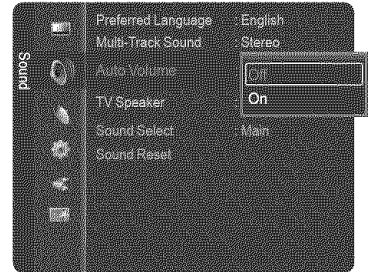 Sound
Preferred Language : English
Multi-Track Sound : Stereo
Auto Volume
Off
On
TV Speaker :
Sound Select : Main
Sound Reset